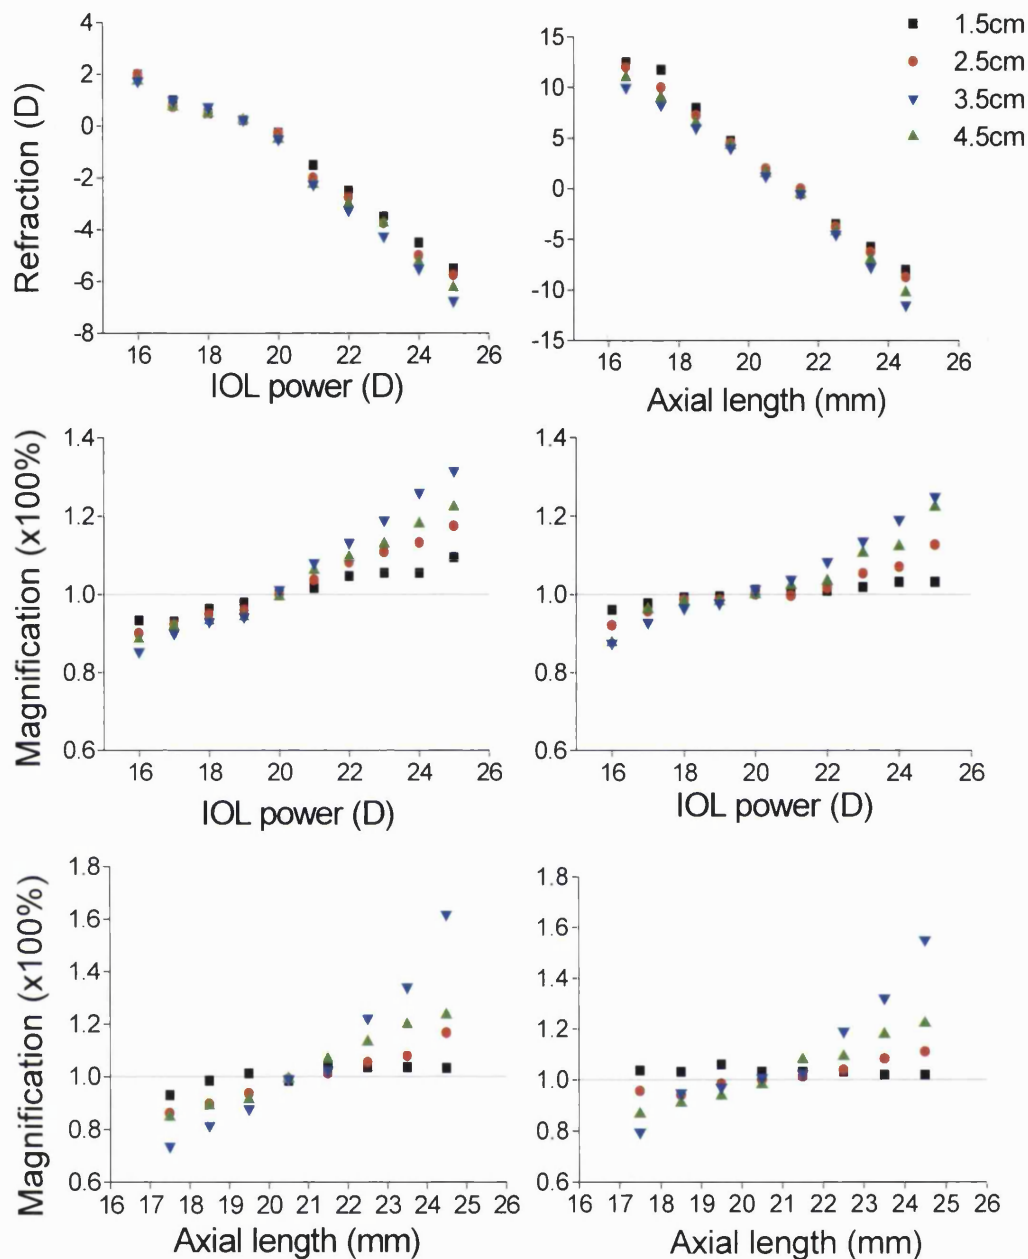 1.5cm
2.5cm
3.5cm
4.5cm
Refraction (D)
4
2
0
-2
-4
-6
-8
16 18 20 22 24 26
IOL power (D)
15
10
5
0
-5
-10
-15
16 18 20 22 24 26
Axial length (mm)
Magnification (x100%)
1.4
1.2
1.0
0.8
0.6
16 18 20 22 24 26
IOL power (D)
1.4
1.2
1.0
0.8
0.6
16 18 20 22 24 26
IOL power (D)
Magnification (x100%)
1.8
1.6
1.4
1.2
1.0
0.8
0.6
16 17 18 19 20 21 22 23 24 25 26
Axial length (mm)
1.8
1.6
1.4
1.2
1.0
0.8
0.6
16 17 18 19 20 21 22 23 24 25 26
Axial length (mm)